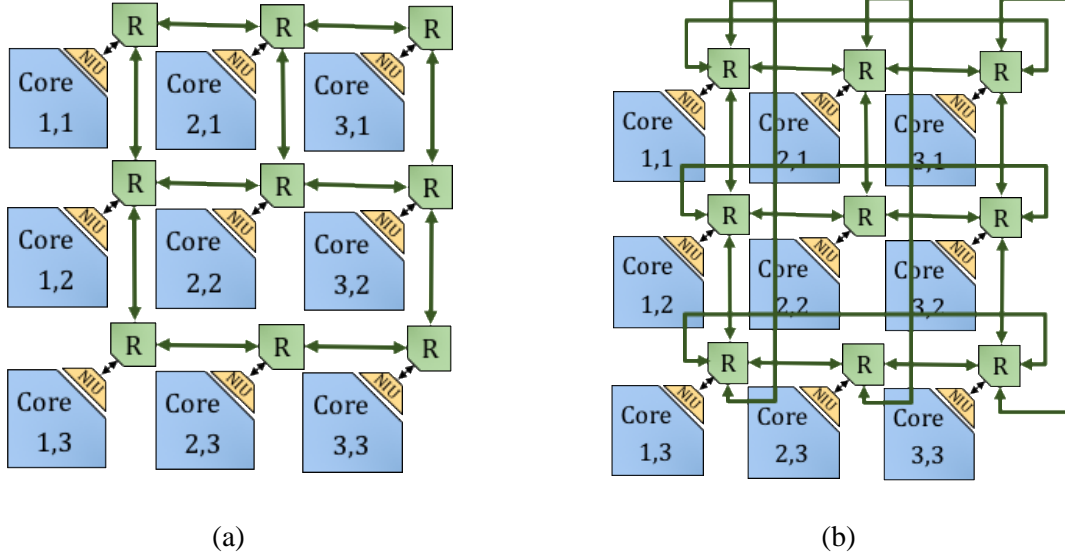 R R R
NIU NIU NIU
Core Core Core
1,1 2,1 3,1
R R R
NIU NIU NIU
Core Core Core
1,2 2,2 3,2
R R R
NIU NIU NIU
Core Core Core
1,3 2,3 3,3
(a)
R R R
NIU NIU NIU
Core Core Core
1,1 2,1 3,1
R R R
NIU NIU NIU
Core Core Core
1,2 2,2 3,2
R R R
NIU NIU NIU
Core Core Core
1,3 2,3 3,3
(b)